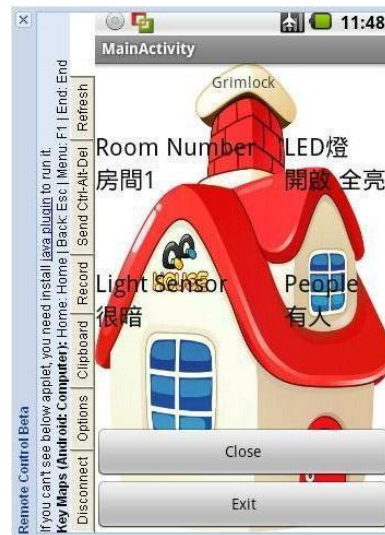 Remote Control Beta
If you can't see below applet, you need install java plugin to run it.
Key Maps (Android: Computer): Home: Home | Back: Esc | Menu: F1 | End: End
Disconnect Options Clipboard Record Send Ctrl-Alt-Del Refresh
11:48
MainActivity
Grimlock
Room Number LED燈
房間1 開啟 全亮
HOUSE
Light Sensor People
很暗 有人
Close
Exit